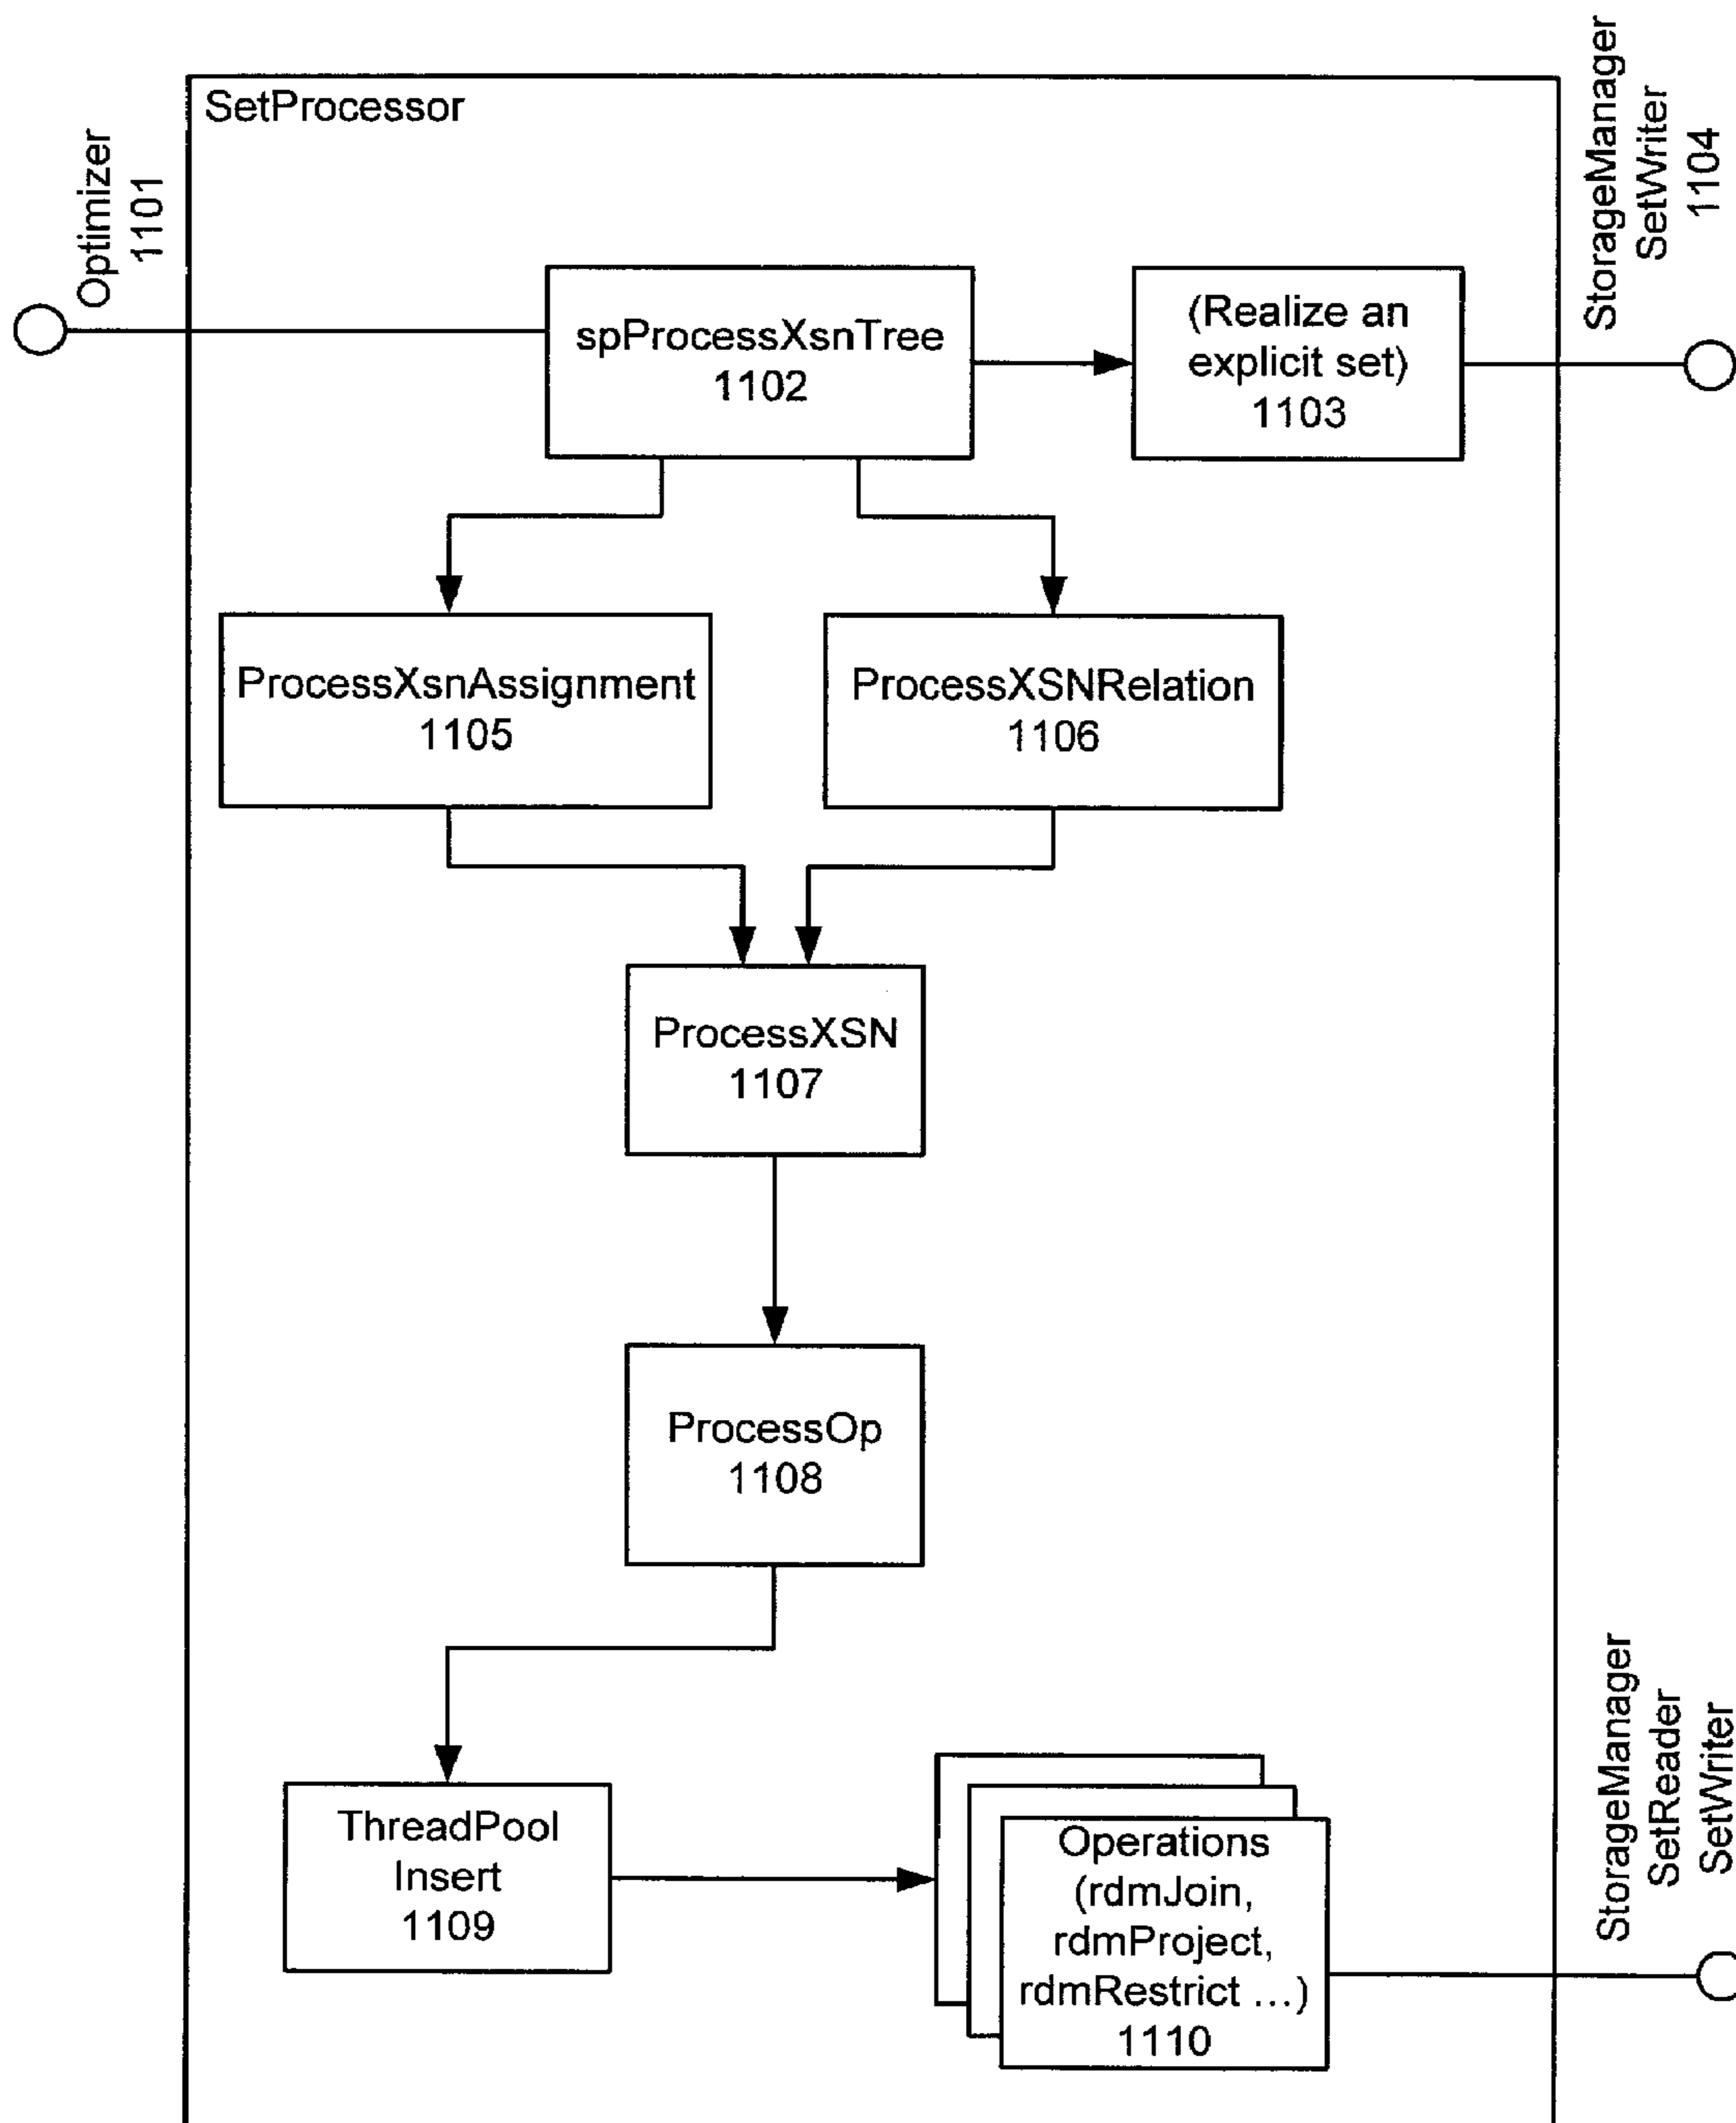 SetProcessor
Optimizer
1101
StorageManager
SetWriter
1104
spProcessXsnTree
1102
(Realize an
explicit set)
1103
ProcessXsnAssignment
1105
ProcessXSNRelation
1106
ProcessXSN
1107
ProcessOp
1108
ThreadPool
Insert
1109
Operations
(rdmJoin,
rdmProject,
rdmRestrict ...)
1110
StorageManager
SetReader
SetWriter